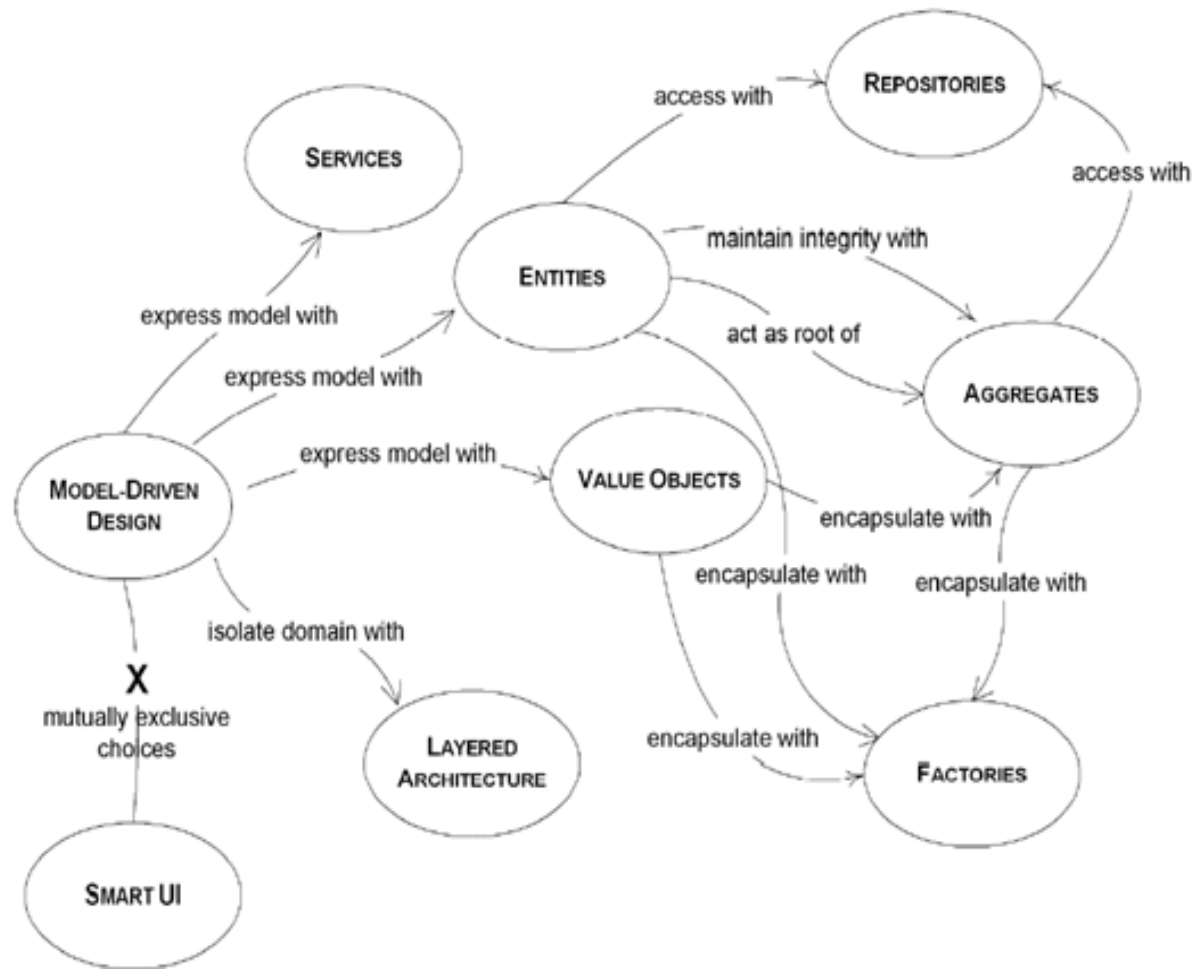 REPOSITORIES
access with
SERVICES
access with
maintain integrity with
ENTITIES
express model with
act as root of
express model with
AGGREGATES
express model with
VALUE OBJECTS
MODEL-DRIVEN
DESIGN
encapsulate with
encapsulate with
encapsulate with
isolate domain with
X
mutually exclusive
choices
encapsulate with
LAYERED
ARCHITECTURE
FACTORIES
SMART UI